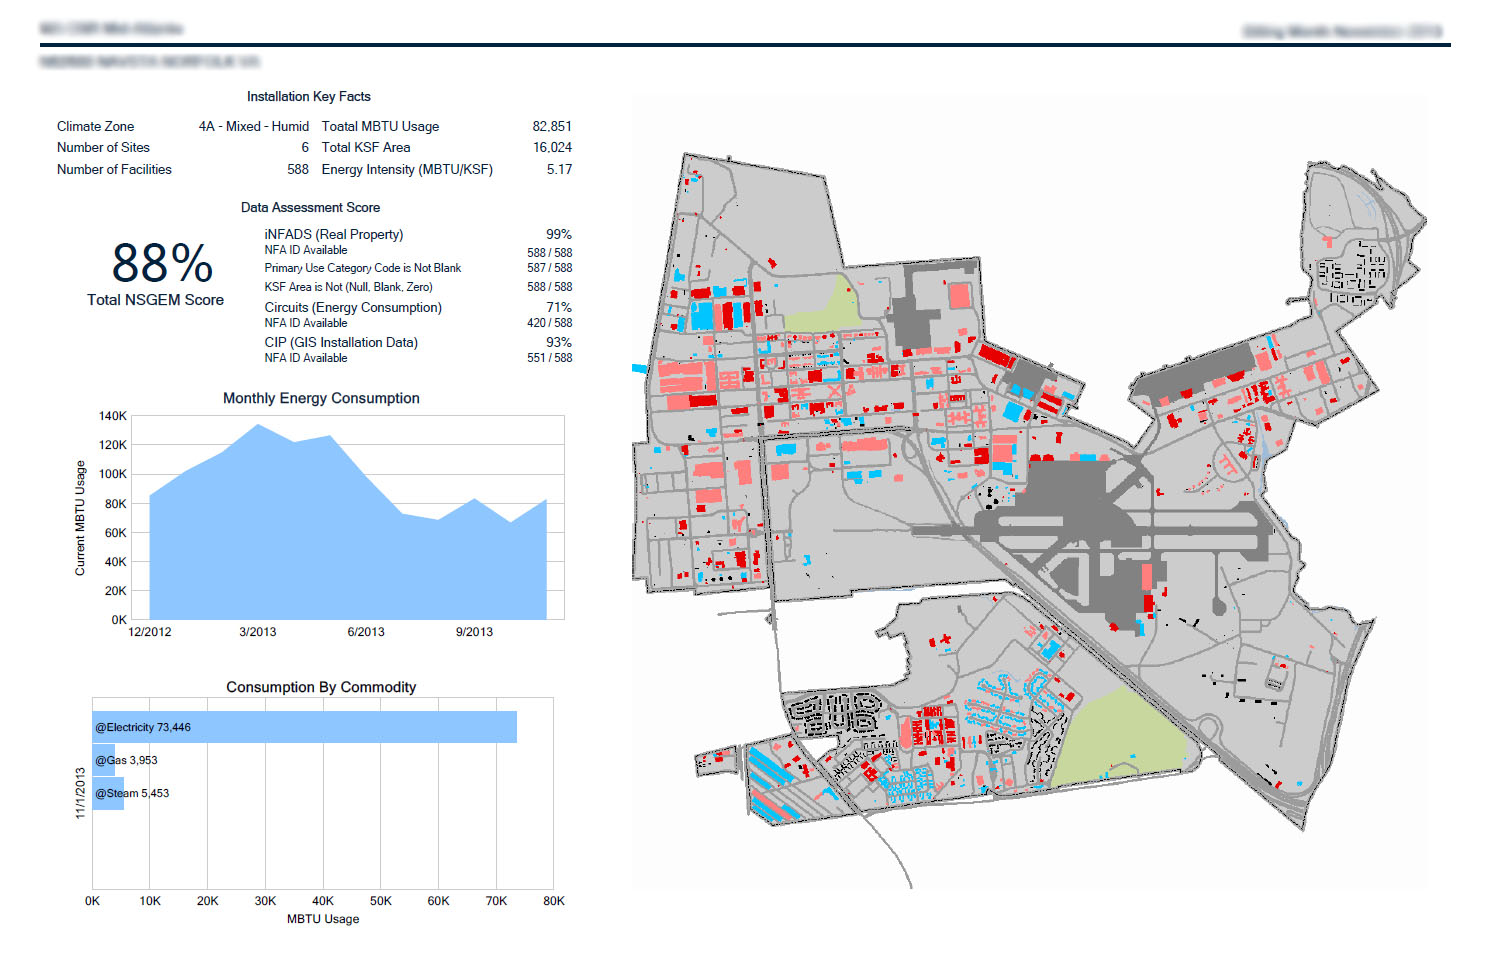 Installation Key Facts
Climate Zone 4A - Mixed - Humid Toatal MBTU Usage 82,851
Number of Sites 6 Total KSF Area 16,024
Number of Facilities 588 Energy Intensity (MBTU/KSF) 5.17
Data Assessment Score
88%
Total NSGEM Score
iNFADS (Real Property) 99%
NFA ID Available 588 / 588
Primary Use Category Code is Not Blank 587 / 588
KSF Area is Not (Null, Blank, Zero) 588 / 588
Circuits (Energy Consumption) 71%
NFA ID Available 420 / 588
CIP (GIS Installation Data) 93%
NFA ID Available 551 / 588
Monthly Energy Consumption
140K
120K
100K
80K
60K
40K
20K
0K
Current MBTU Usage
12/2012 3/2013 6/2013 9/2013
Consumption By Commodity
@Electricity 73,446
@Gas 3,953
@Steam 5,453
11/1/2013
0K 10K 20K 30K 40K 50K 60K 70K 80K
MBTU Usage